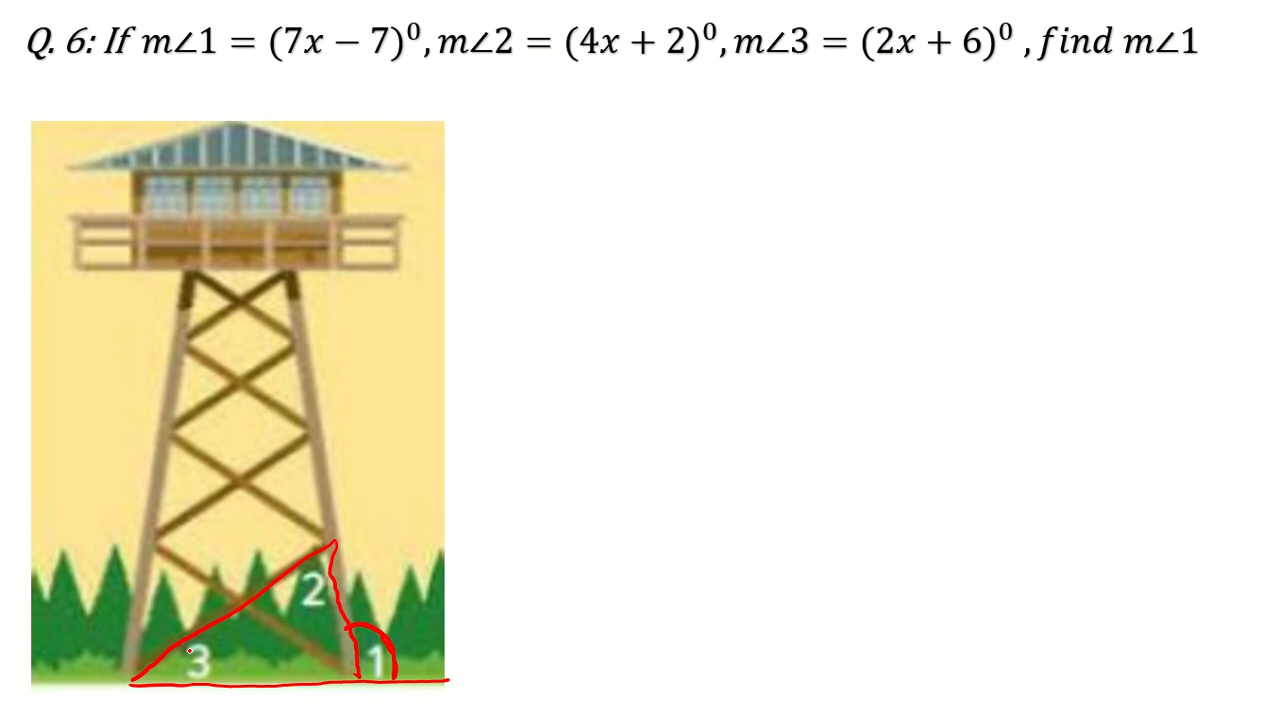 Q. 6: If m∠1 = (7x − 7)⁰, m∠2 = (4x + 2)⁰, m∠3 = (2x + 6)⁰ , find m∠1
2
3 1